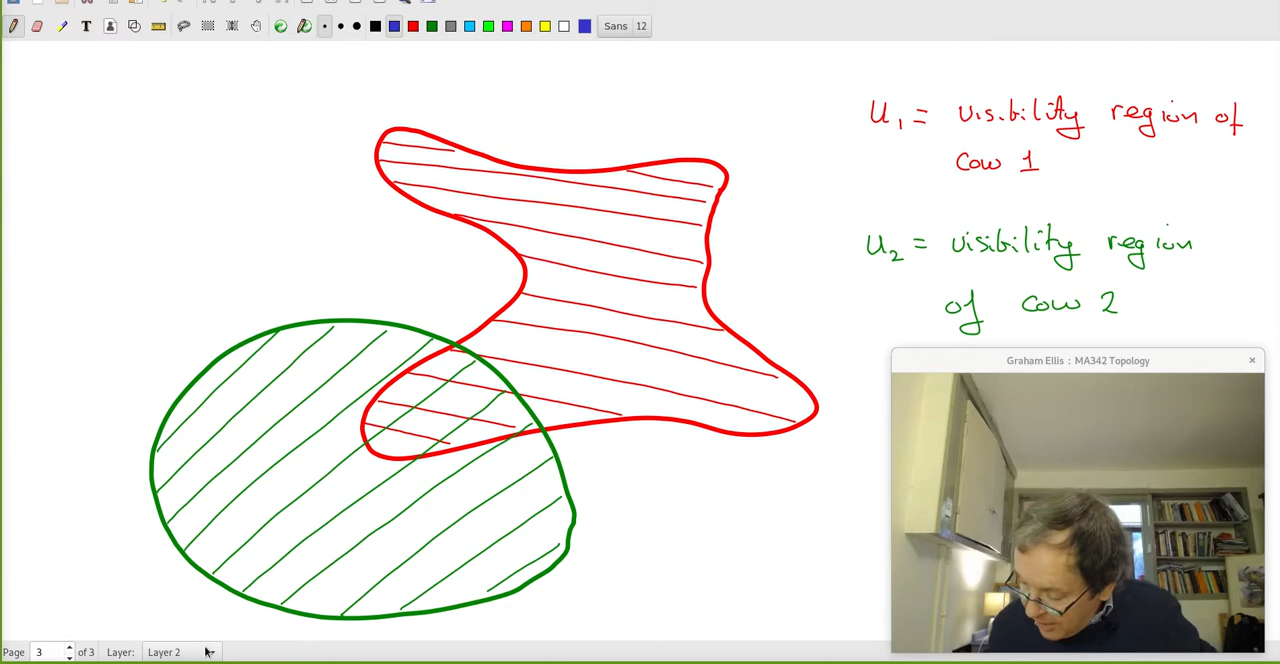 Sans 12
U₁ = visibility region of
cow 1
U₂ = visibility region
of cow 2
Graham Ellis : MA342 Topology
Page 3 of 3 Layer: Layer 2